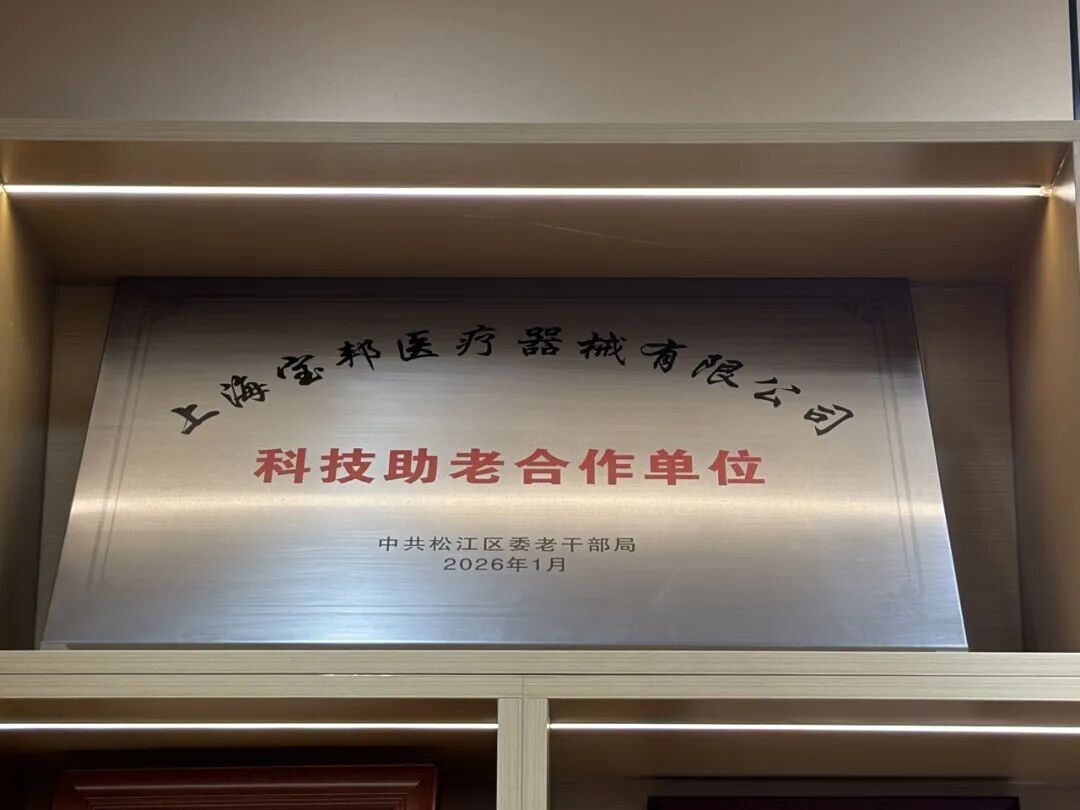 上海宝邦医疗器械有限公司
科技助老合作单位
中共松江区委老干部局
2026年1月